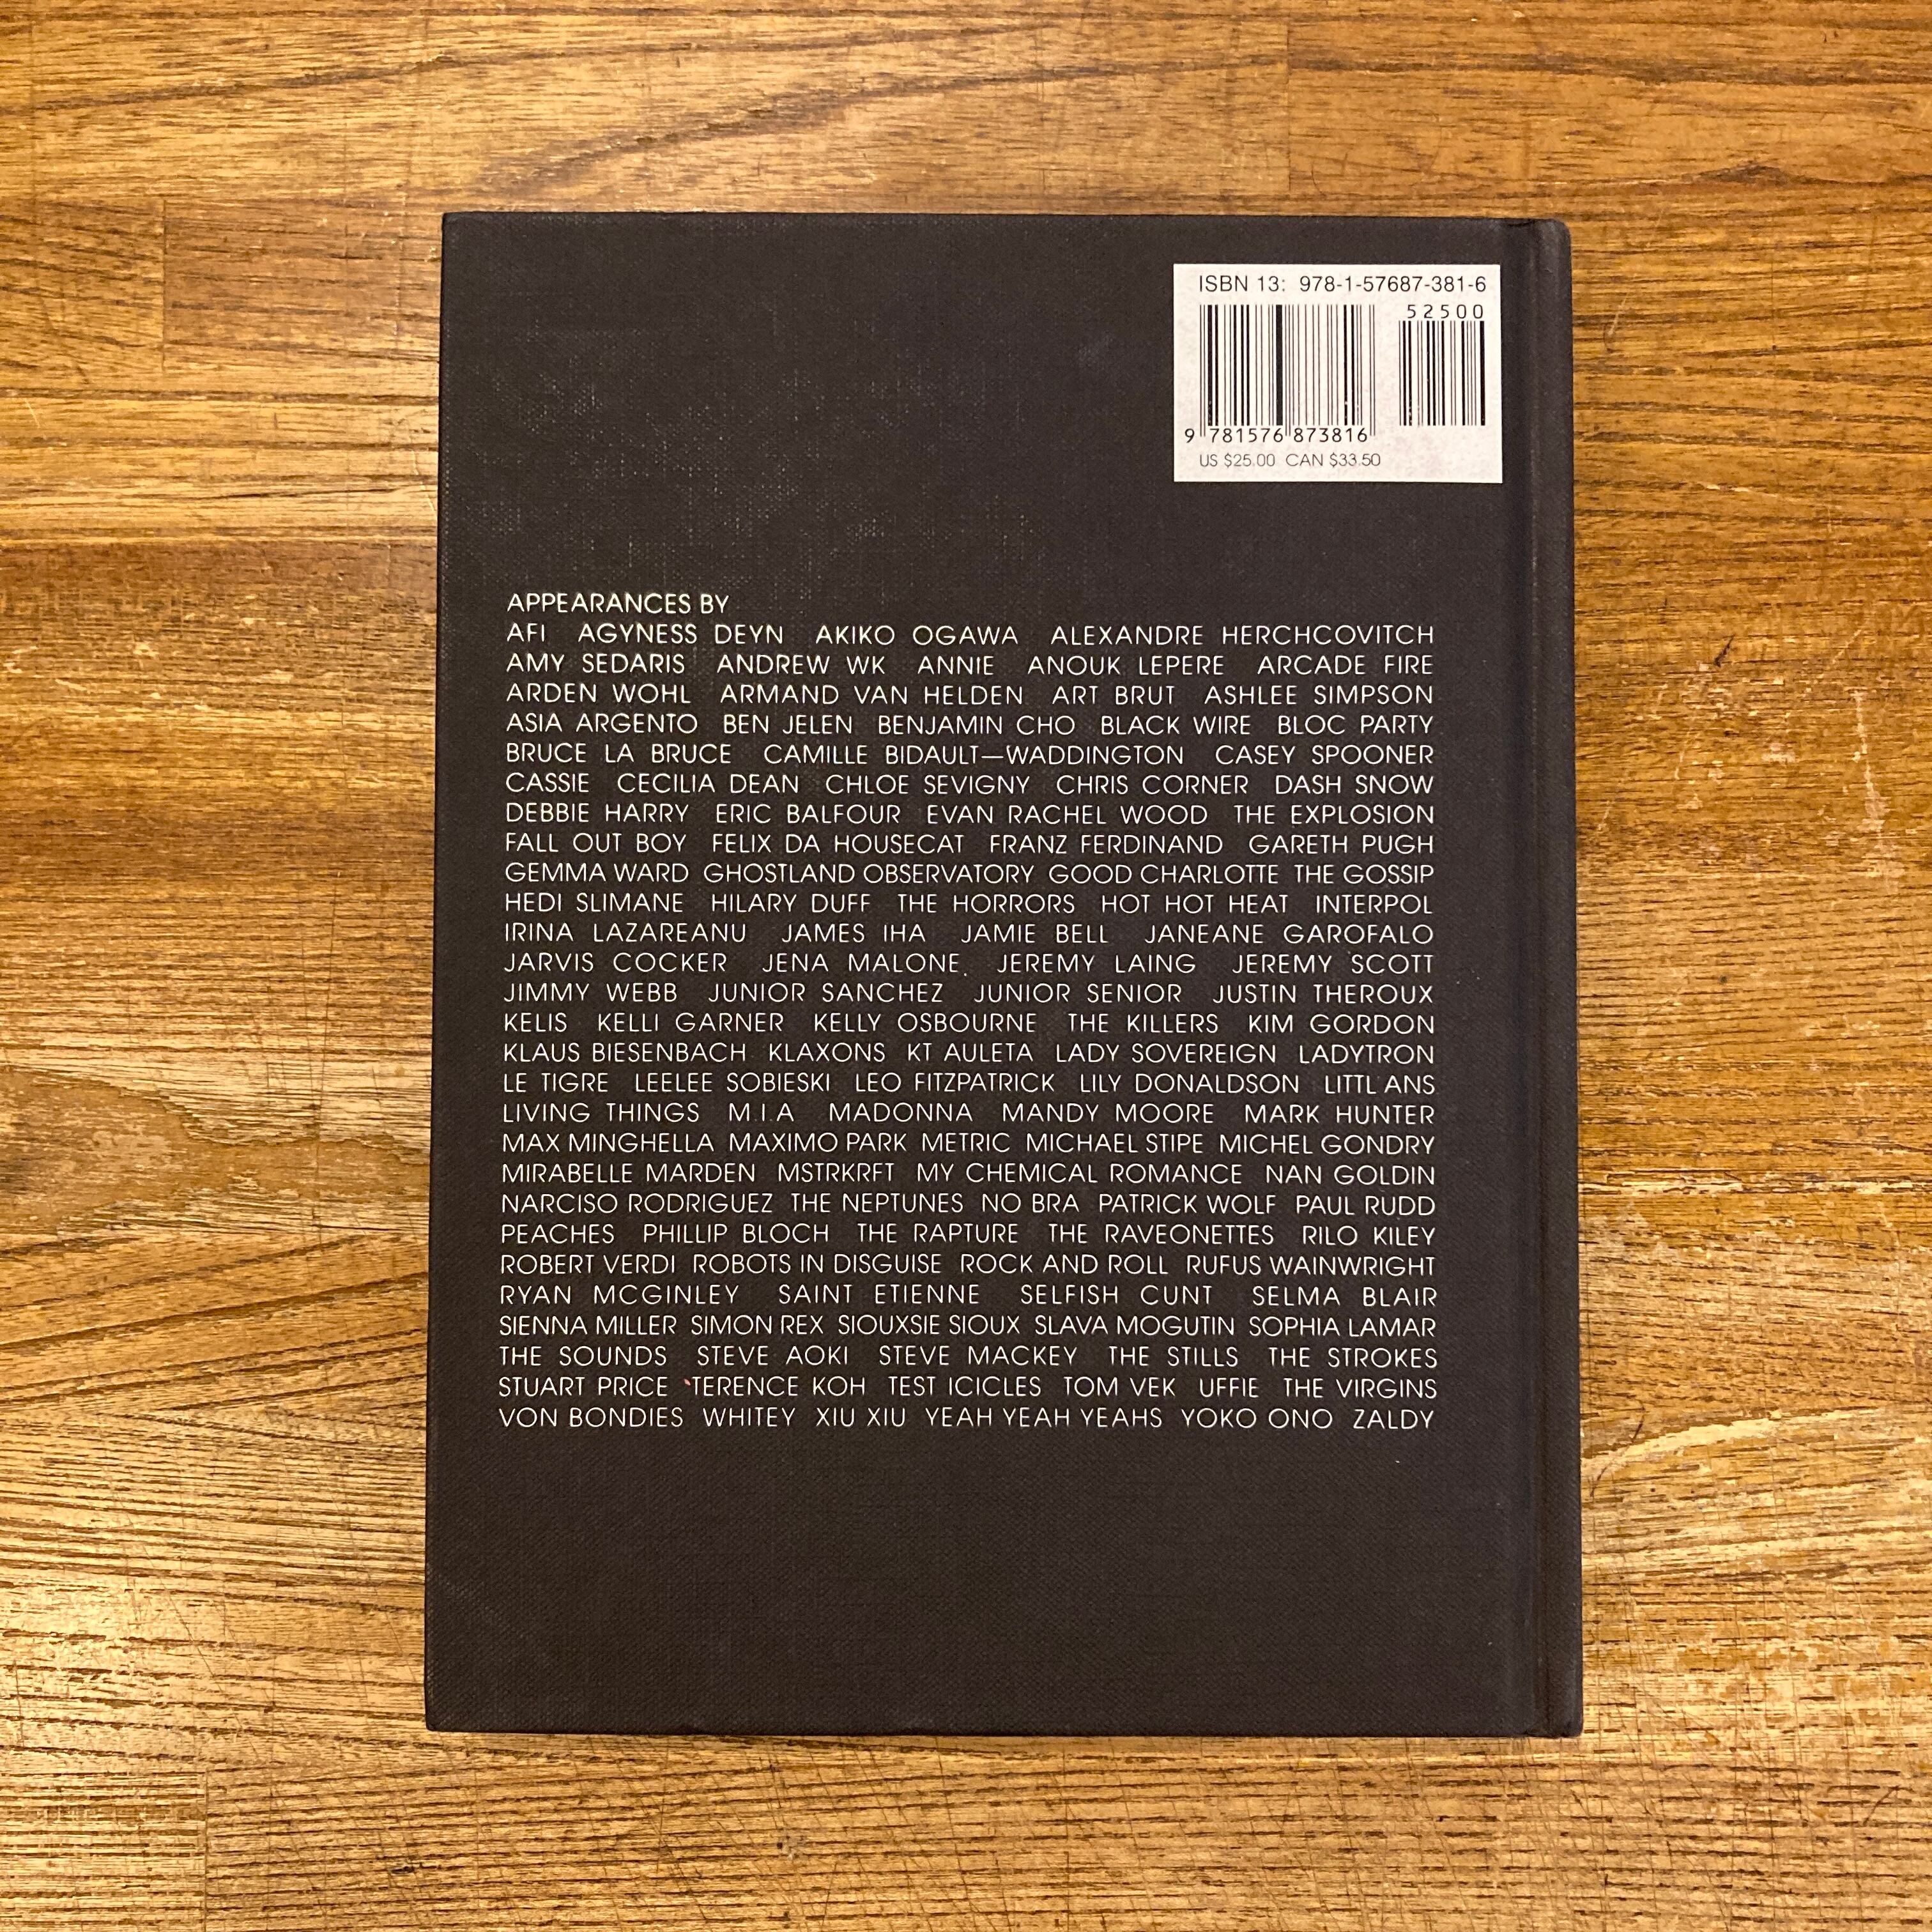 ISBN 13: 978-1-57687-381-6
52500
9 781576 873816
US $25.00 CAN $33.50
APPEARANCES BY
AFI AGYNESS DEYN AKIKO OGAWA ALEXANDRE HERCHCOVITCH
AMY SEDARIS ANDREW WK ANNIE ANOUK LEPERE ARCADE FIRE
ARDEN WOHL ARMAND VAN HELDEN ART BRUT ASHLEE SIMPSON
ASIA ARGENTO BEN JELEN BENJAMIN CHO BLACK WIRE BLOC PARTY
BRUCE LA BRUCE CAMILLE BIDAULT—WADDINGTON CASEY SPOONER
CASSIE CECILIA DEAN CHLOE SEVIGNY CHRIS CORNER DASH SNOW
DEBBIE HARRY ERIC BALFOUR EVAN RACHEL WOOD THE EXPLOSION
FALL OUT BOY FELIX DA HOUSECAT FRANZ FERDINAND GARETH PUGH
GEMMA WARD GHOSTLAND OBSERVATORY GOOD CHARLOTTE THE GOSSIP
HEDI SLIMANE HILARY DUFF THE HORRORS HOT HOT HEAT INTERPOL
IRINA LAZAREANU JAMES IHA JAMIE BELL JANEANE GAROFALO
JARVIS COCKER JENA MALONE JEREMY LAING JEREMY SCOTT
JIMMY WEBB JUNIOR SANCHEZ JUNIOR SENIOR JUSTIN THEROUX
KELIS KELLI GARNER KELLY OSBOURNE THE KILLERS KIM GORDON
KLAUS BIESENBACH KLAXONS KT AULETA LADY SOVEREIGN LADYTRON
LE TIGRE LEELEE SOBIESKI LEO FITZPATRICK LILY DONALDSON LITTL ANS
LIVING THINGS M.I.A MADONNA MANDY MOORE MARK HUNTER
MAX MINGHELLA MAXIMO PARK METRIC MICHAEL STIPE MICHEL GONDRY
MIRABELLE MARDEN MSTRKRFT MY CHEMICAL ROMANCE NAN GOLDIN
NARCISO RODRIGUEZ THE NEPTUNES NO BRA PATRICK WOLF PAUL RUDD
PEACHES PHILLIP BLOCH THE RAPTURE THE RAVEONETTES RILO KILEY
ROBERT VERDI ROBOTS IN DISGUISE ROCK AND ROLL RUFUS WAINWRIGHT
RYAN MCGINLEY SAINT ETIENNE SELFISH CUNT SELMA BLAIR
SIENNA MILLER SIMON REX SIOUXSIE SIOUX SLAVA MOGUTIN SOPHIA LAMAR
THE SOUNDS STEVE AOKI STEVE MACKEY THE STILLS THE STROKES
STUART PRICE TERENCE KOH TEST ICICLES TOM VEK UFFIE THE VIRGINS
VON BONDIES WHITEY XIU XIU YEAH YEAH YEAHS YOKO ONO ZALDY